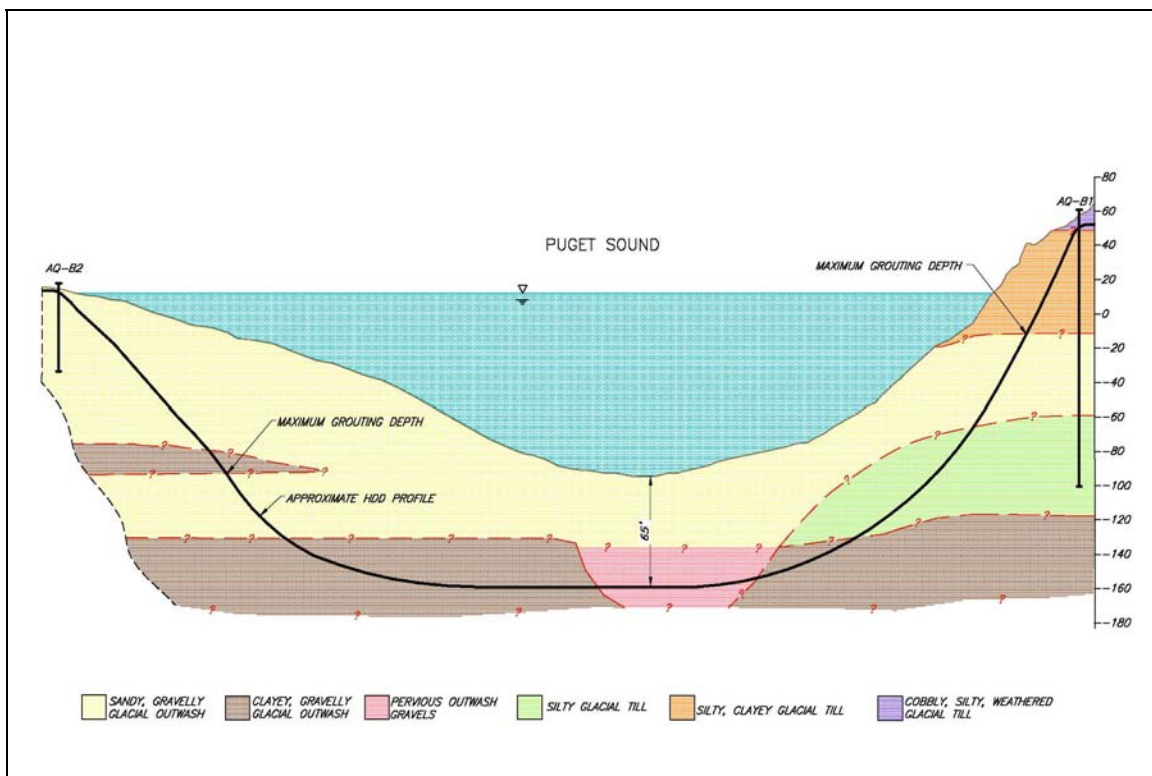 80
AQ-B1
60
PUGET SOUND
40
AQ-B2
MAXIMUM GROUTING DEPTH
20
0
?
-20
?
?
-40
?
-60
?
?
MAXIMUM GROUTING DEPTH
?
?
-80
?
?
?
?
?
-100
APPROXIMATE HDD PROFILE
65'
?
?
-120
?
?
?
?
?
?
?
?
-140
?
?
-160
?
?
?
?
?
?
?
-180
SANDY, GRAVELLY
GLACIAL OUTWASH
CLAYEY, GRAVELLY
GLACIAL OUTWASH
PERVIOUS OUTWASH
GRAVELS
SILTY GLACIAL TILL
SILTY, CLAYEY GLACIAL TILL
COBBLY, SILTY, WEATHERED
GLACIAL TILL